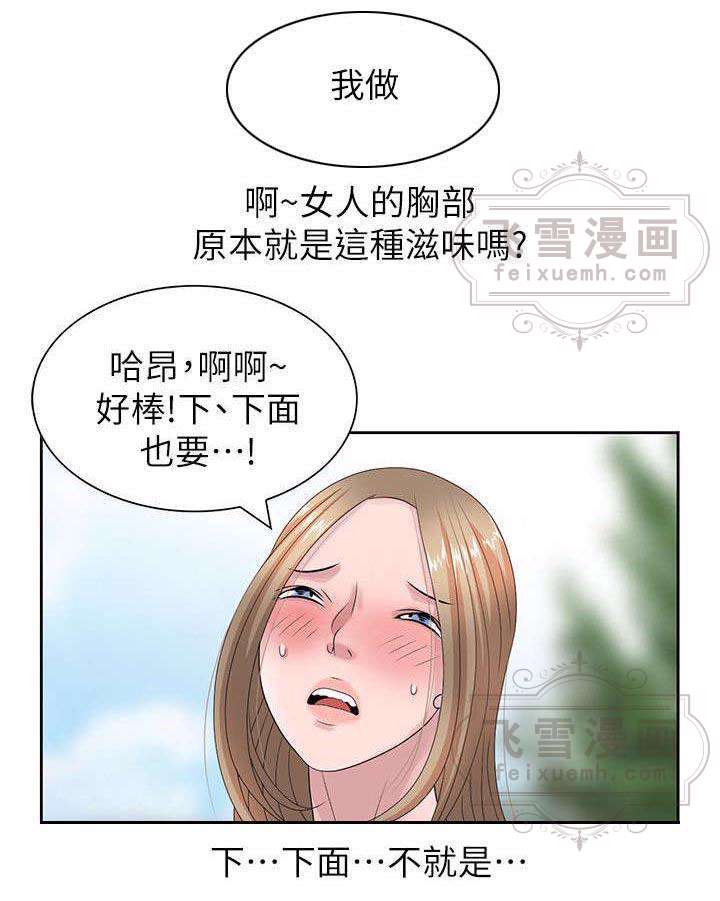 我做
啊~女人的胸部
原本就是這種滋味嗎?
飞雪漫画
feixuemh.com
哈昂，啊啊~
好棒!下、下面
也要…!
飞雪漫画
feixuemh.com
下…下面…不就是…